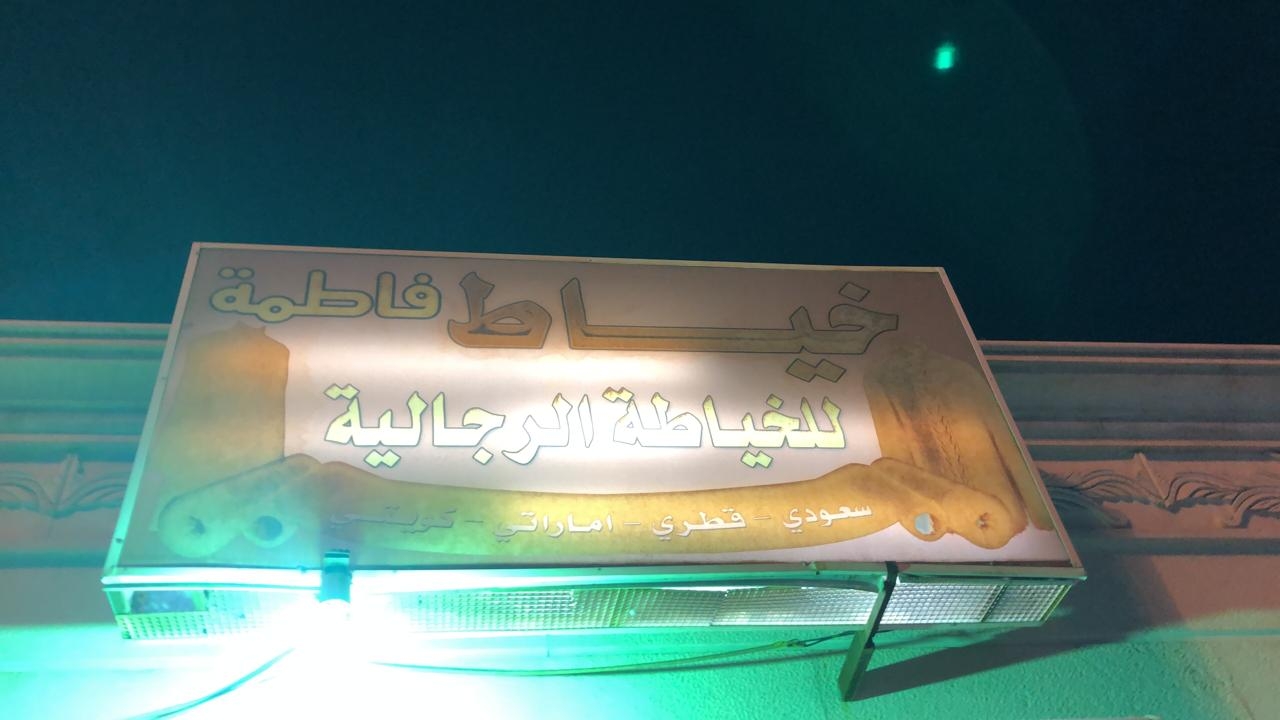 خياط فاطمة
للخياطة الرجالية
سعودي - قطري - اماراتي - كويتي